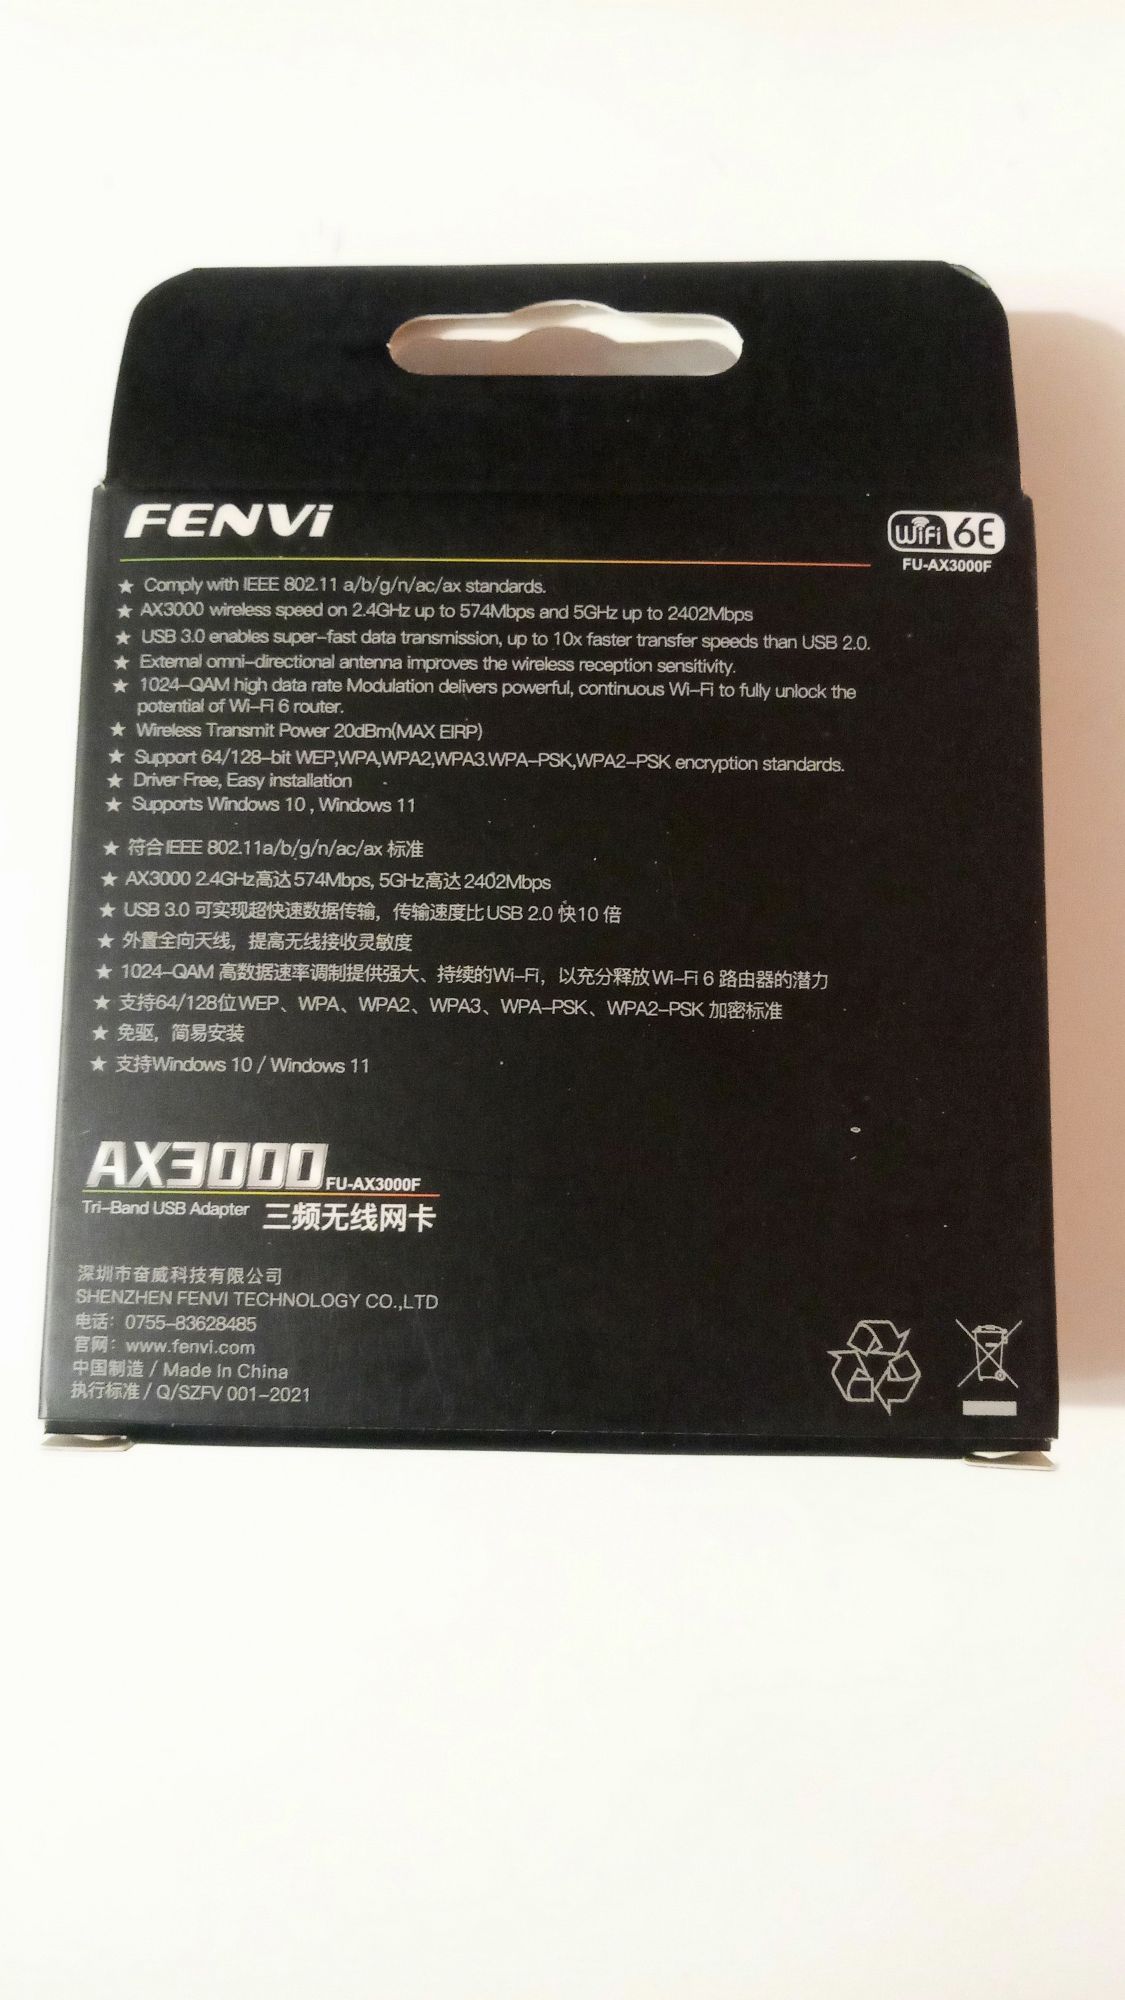 FENVi
WiFi 6E
FU-AX3000F
★ Comply with IEEE 802.11 a/b/g/n/ac/ax standards.
★ AX3000 wireless speed on 2.4GHz up to 574Mbps and 5GHz up to 2402Mbps
★ USB 3.0 enables super-fast data transmission, up to 10x faster transfer speeds than USB 2.0.
★ External omni-directional antenna improves the wireless reception sensitivity.
★ 1024-QAM high data rate Modulation delivers powerful, continuous Wi-Fi to fully unlock the
potential of Wi-Fi 6 router.
★ Wireless Transmit Power 20dBm(MAX EIRP)
★ Support 64/128-bit WEP,WPA,WPA2,WPA3.WPA-PSK,WPA2-PSK encryption standards.
★ Driver Free, Easy installation
★ Supports Windows 10 , Windows 11
★ 符合IEEE 802.11a/b/g/n/ac/ax 标准
★ AX3000 2.4GHz高达574Mbps, 5GHz高达2402Mbps
★ USB 3.0 可实现超快速数据传输，传输速度比USB 2.0 快10 倍
★ 外置全向天线，提高无线接收灵敏度
★ 1024-QAM 高数据速率调制提供强大、持续的Wi-Fi，以充分释放Wi-Fi 6 路由器的潜力
★ 支持64/128位WEP、WPA、WPA2、WPA3、WPA-PSK、WPA2-PSK 加密标准
★ 免驱，简易安装
★ 支持Windows 10 / Windows 11
AX3000 FU-AX3000F
Tri-Band USB Adapter 三频无线网卡
深圳市奋威科技有限公司
SHENZHEN FENVI TECHNOLOGY CO.,LTD
电话：0755-83628485
官网：www.fenvi.com
中国制造 / Made In China
执行标准 / Q/SZFV 001-2021